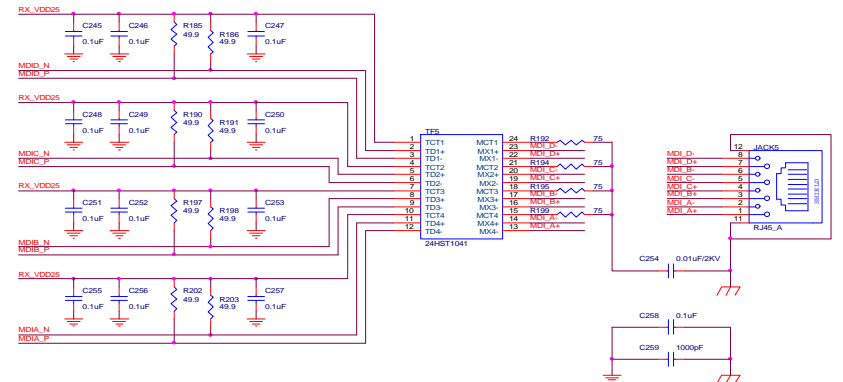 RX_VDD25
C245
0.1uF
C246
0.1uF
R185
49.9
R186
49.9
C247
0.1uF
MDID_N
MDID_P
RX_VDD25
C248
0.1uF
C249
0.1uF
R190
49.9
R191
49.9
C250
0.1uF
MDIC_N
MDIC_P
RX_VDD25
C251
0.1uF
C252
0.1uF
R197
49.9
R198
49.9
C253
0.1uF
MDIB_N
MDIB_P
RX_VDD25
C255
0.1uF
C256
0.1uF
R202
49.9
R203
49.9
C257
0.1uF
MDIA_N
MDIA_P
TF5
1 TCT1 MCT1 24 R192 75
2 TD1+ MX1+ 23 MDI_D-
3 TD1- MX1- 22 MDI_D+
4 TCT2 MCT2 21 R194 75
5 TD2+ MX2+ 20 MDI_C-
6 TD2- MX2- 19 MDI_C+
7 TCT3 MCT3 18 R195 75
8 TD3+ MX3+ 17 MDI_B-
9 TD3- MX3- 16 MDI_B+
10 TCT4 MCT4 15 R199 75
11 TD4+ MX4+ 14 MDI_A-
12 TD4- MX4- 13 MDI_A+
24HST1041
JACK5
12
MDI_D- 8
MDI_D+ 7
MDI_B- 6
MDI_C- 5
MDI_C+ 4
MDI_B+ 3
MDI_A- 2
MDI_A+ 1
11
SHIELD
RJ45_A
C254 0.01uF/2KV
C258 0.1uF
C259 1000pF